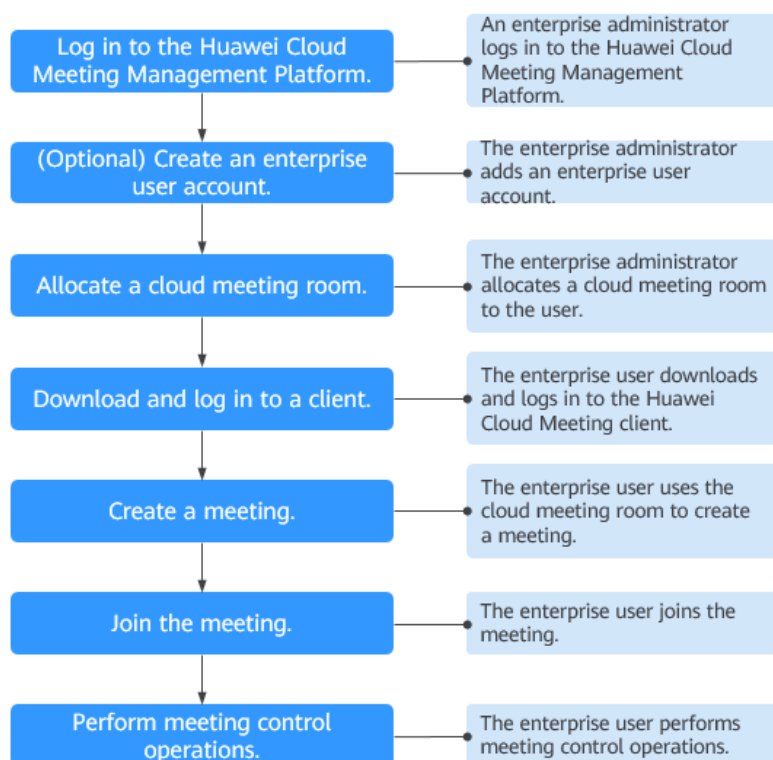 Log in to the Huawei Cloud
Meeting Management Platform.
An enterprise administrator
logs in to the Huawei Cloud
Meeting Management
Platform.
(Optional) Create an enterprise
user account.
The enterprise administrator
adds an enterprise user
account.
Allocate a cloud meeting room.
The enterprise administrator
allocates a cloud meeting room
to the user.
Download and log in to a client.
The enterprise user downloads
and logs in to the Huawei
Cloud Meeting client.
Create a meeting.
The enterprise user uses the
cloud meeting room to create
a meeting.
Join the meeting.
The enterprise user joins the
meeting.
Perform meeting control
operations.
The enterprise user performs
meeting control operations.